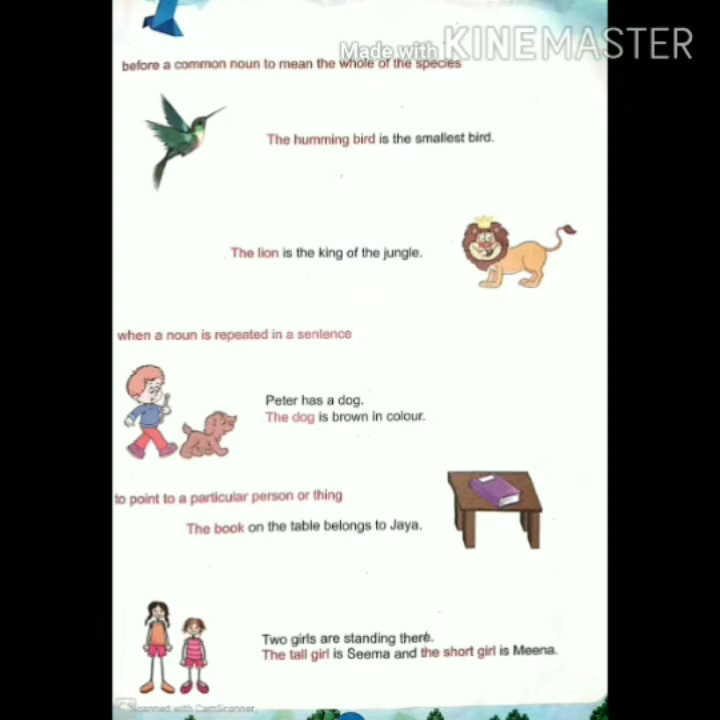 Made with KINEMASTER
before a common noun to mean the whole of the species
The humming bird is the smallest bird.
The lion is the king of the jungle.
when a noun is repeated in a sentence
Peter has a dog.
The dog is brown in colour.
to point to a particular person or thing
The book on the table belongs to Jaya.
Two girls are standing there.
The tall girl is Seema and the short girl is Meena.
Scanned with CamScanner